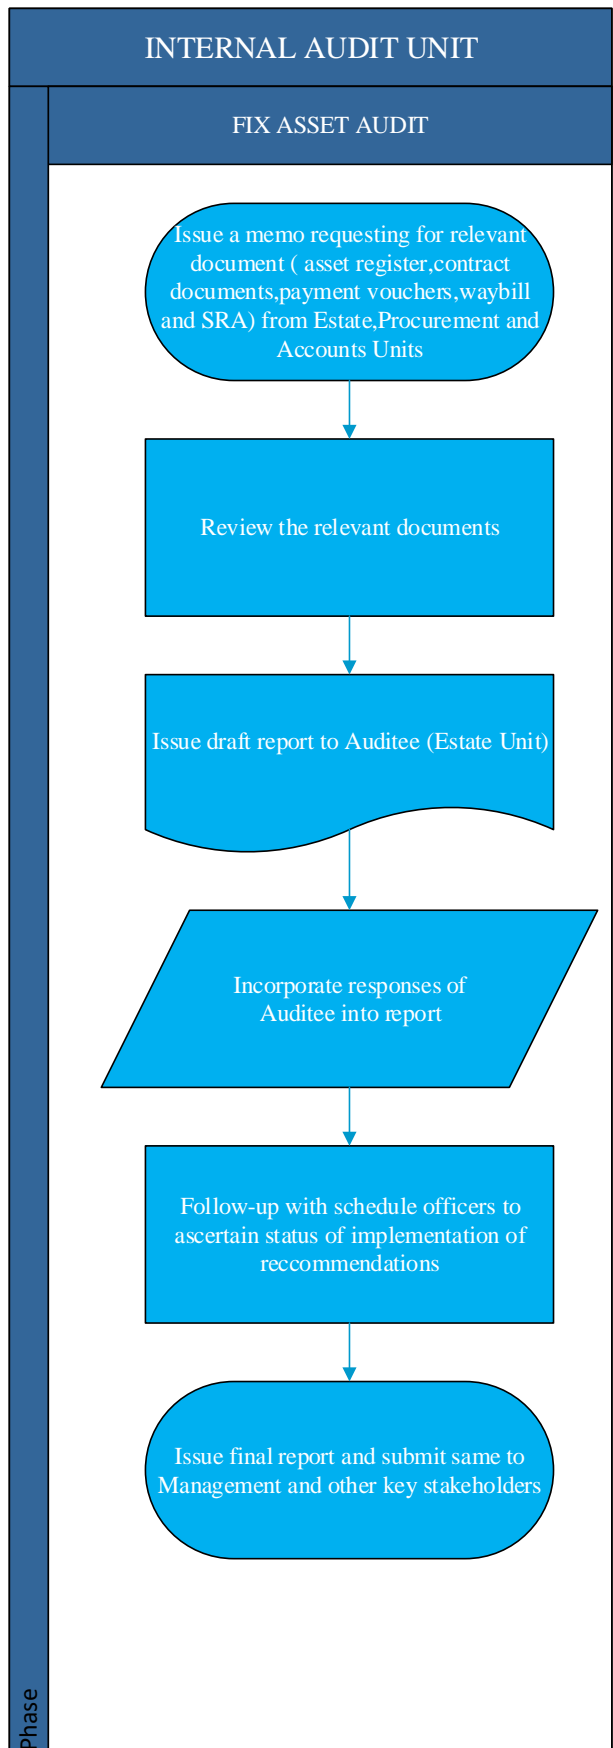 INTERNAL AUDIT UNIT
FIX ASSET AUDIT
Issue a memo requesting for relevant
document ( asset register,contract
documents,payment vouchers,waybill
and SRA) from Estate,Procurement and
Accounts Units
Review the relevant documents
Issue draft report to Auditee (Estate Unit)
Incorporate responses of
Auditee into report
Follow-up with schedule officers to
ascertain status of implementation of
reccommendations
Issue final report and submit same to
Management and other key stakeholders
Phase